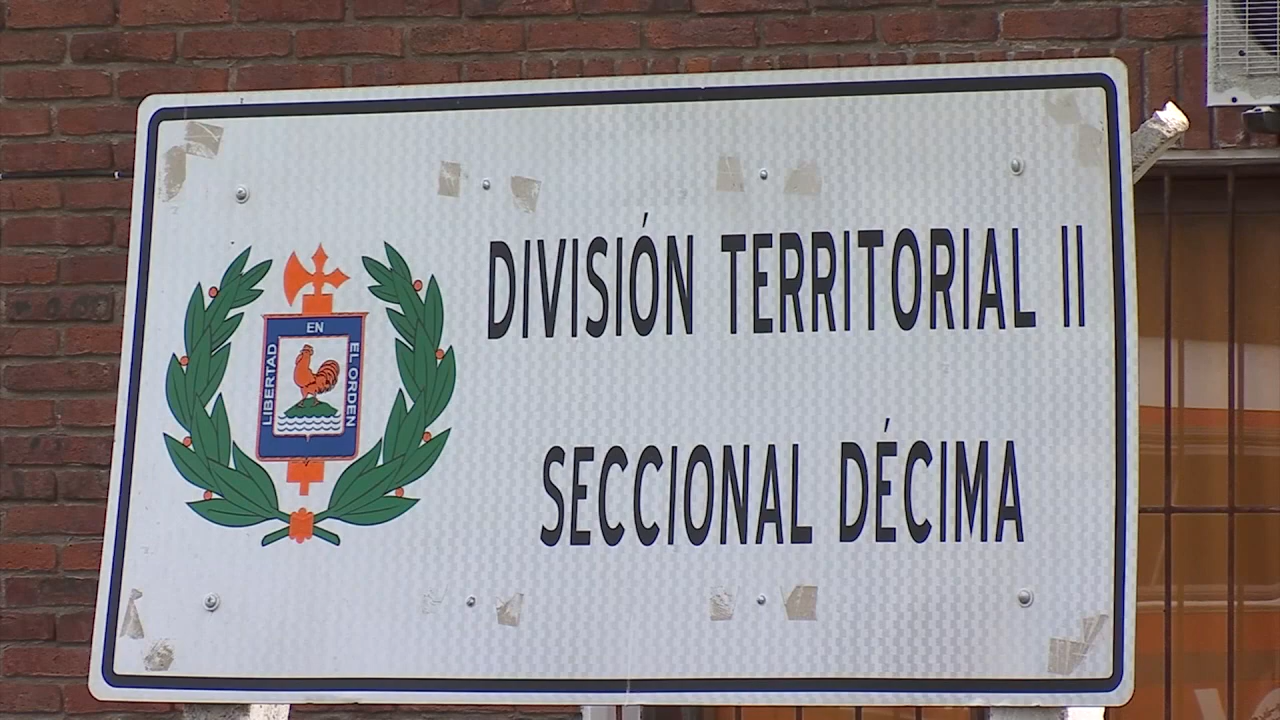 EN
LIBERTAD
EL ORDEN
DIVISIÓN TERRITORIAL II
SECCIONAL DÉCIMA